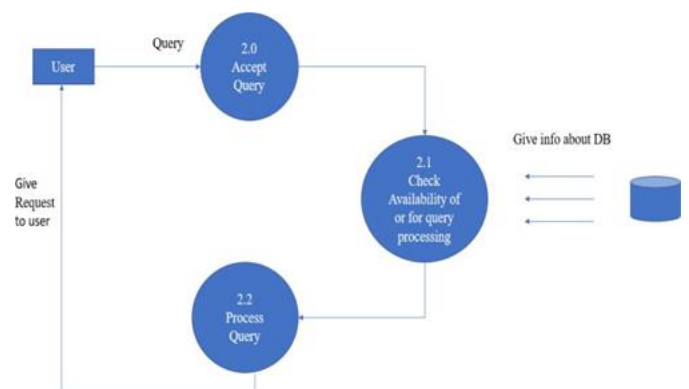 Query
User
2.0
Accept
Query
Give info about DB
2.1
Check
Availability of
or for query
processing
Give
Request
to user
2.2
Process
Query